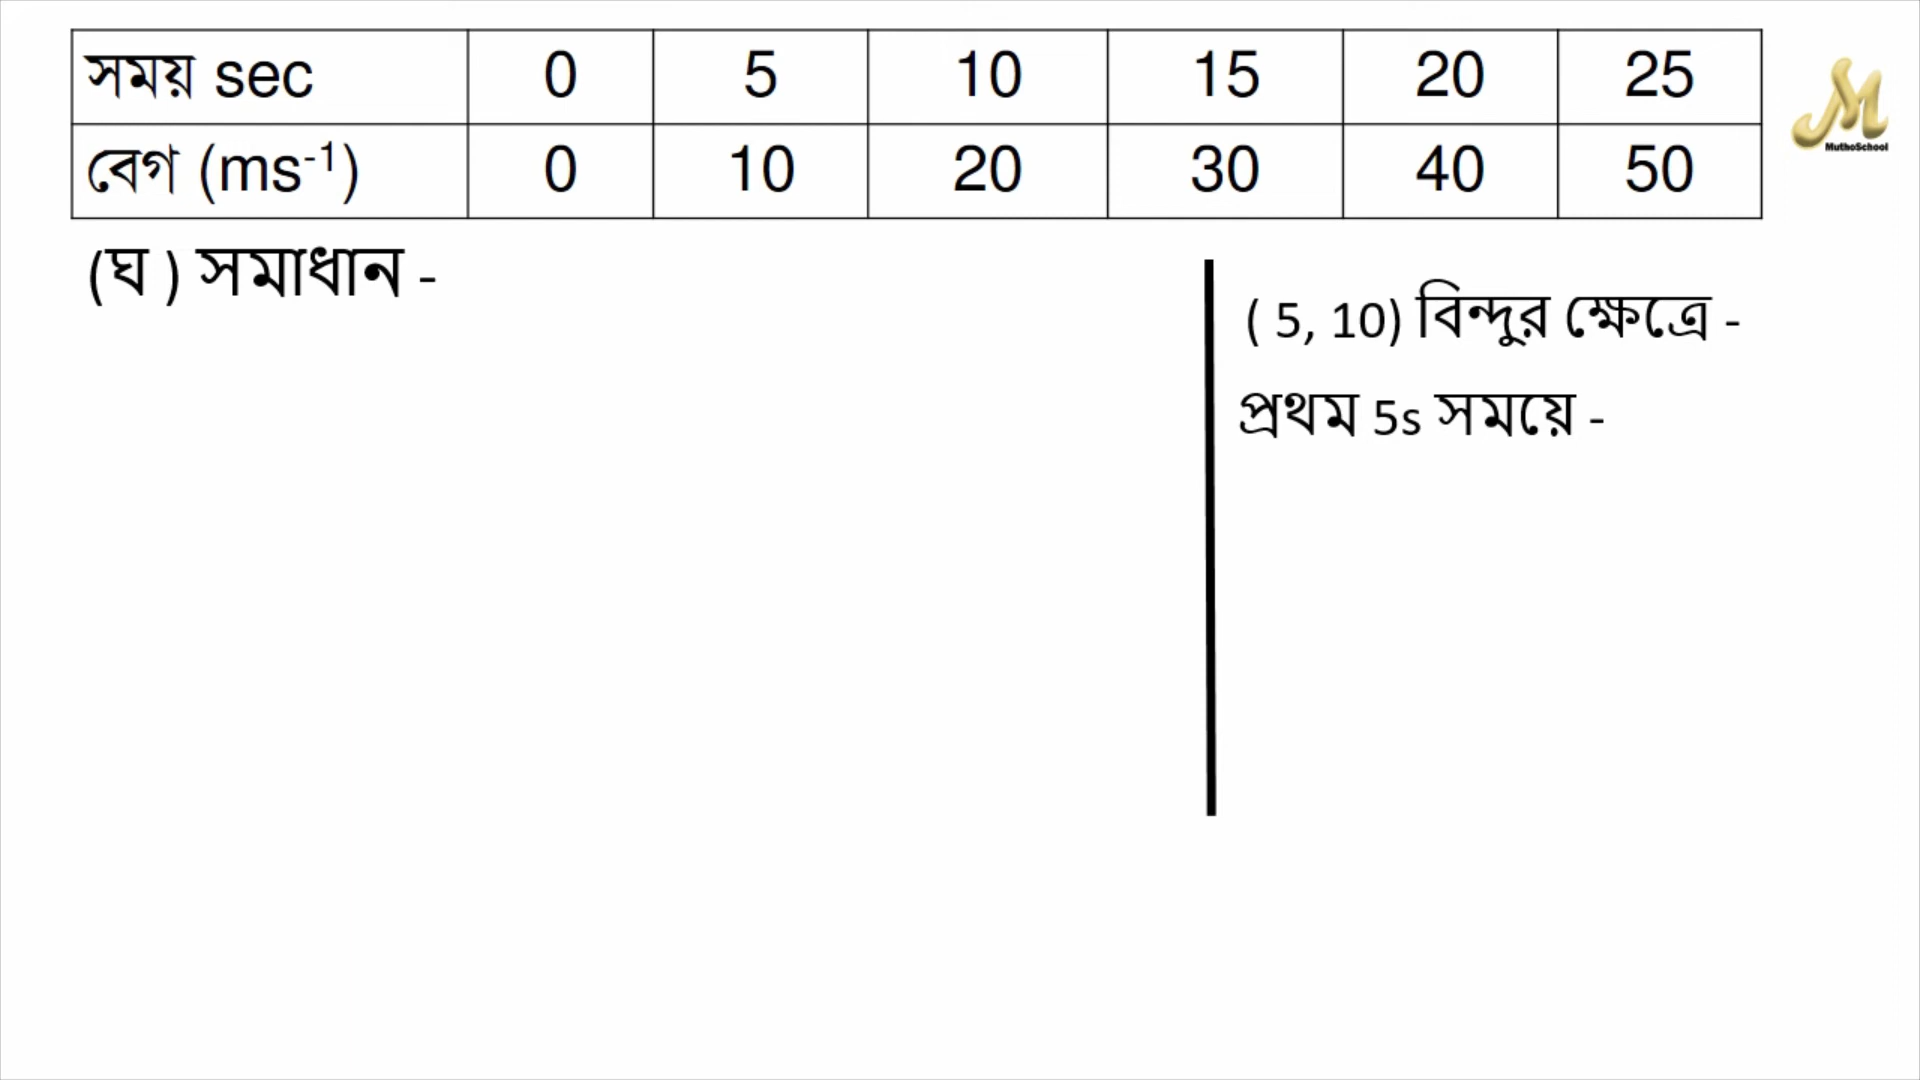 সময় sec 0 5 10 15 20 25
বেগ (ms⁻¹) 0 10 20 30 40 50
MuthoSchool
(ঘ ) সমাধান -
( 5, 10) বিন্দুর ক্ষেত্রে -
প্রথম 5s সময়ে -